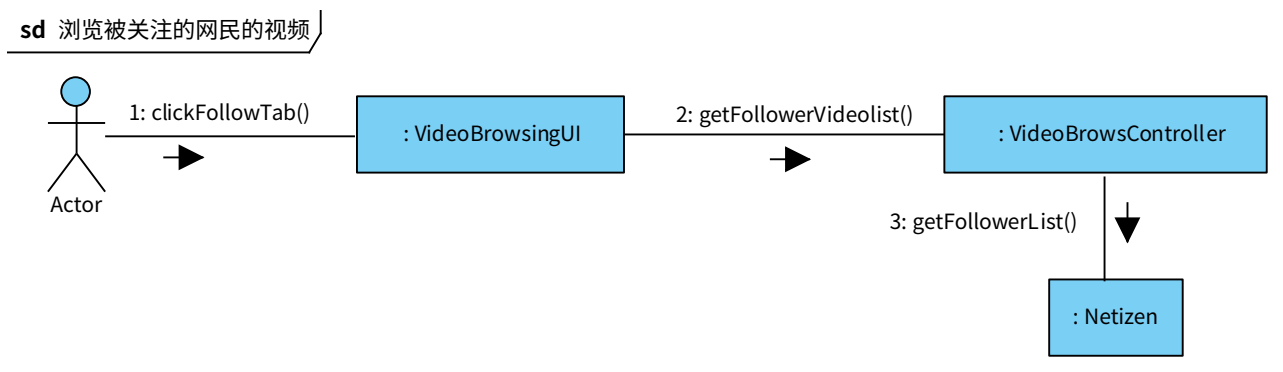 sd 浏览被关注的网民的视频
1: clickFollowTab()
: VideoBrowsingUI
2: getFollowerVideolist()
: VideoBrowsController
Actor
3: getFollowerList()
: Netizen